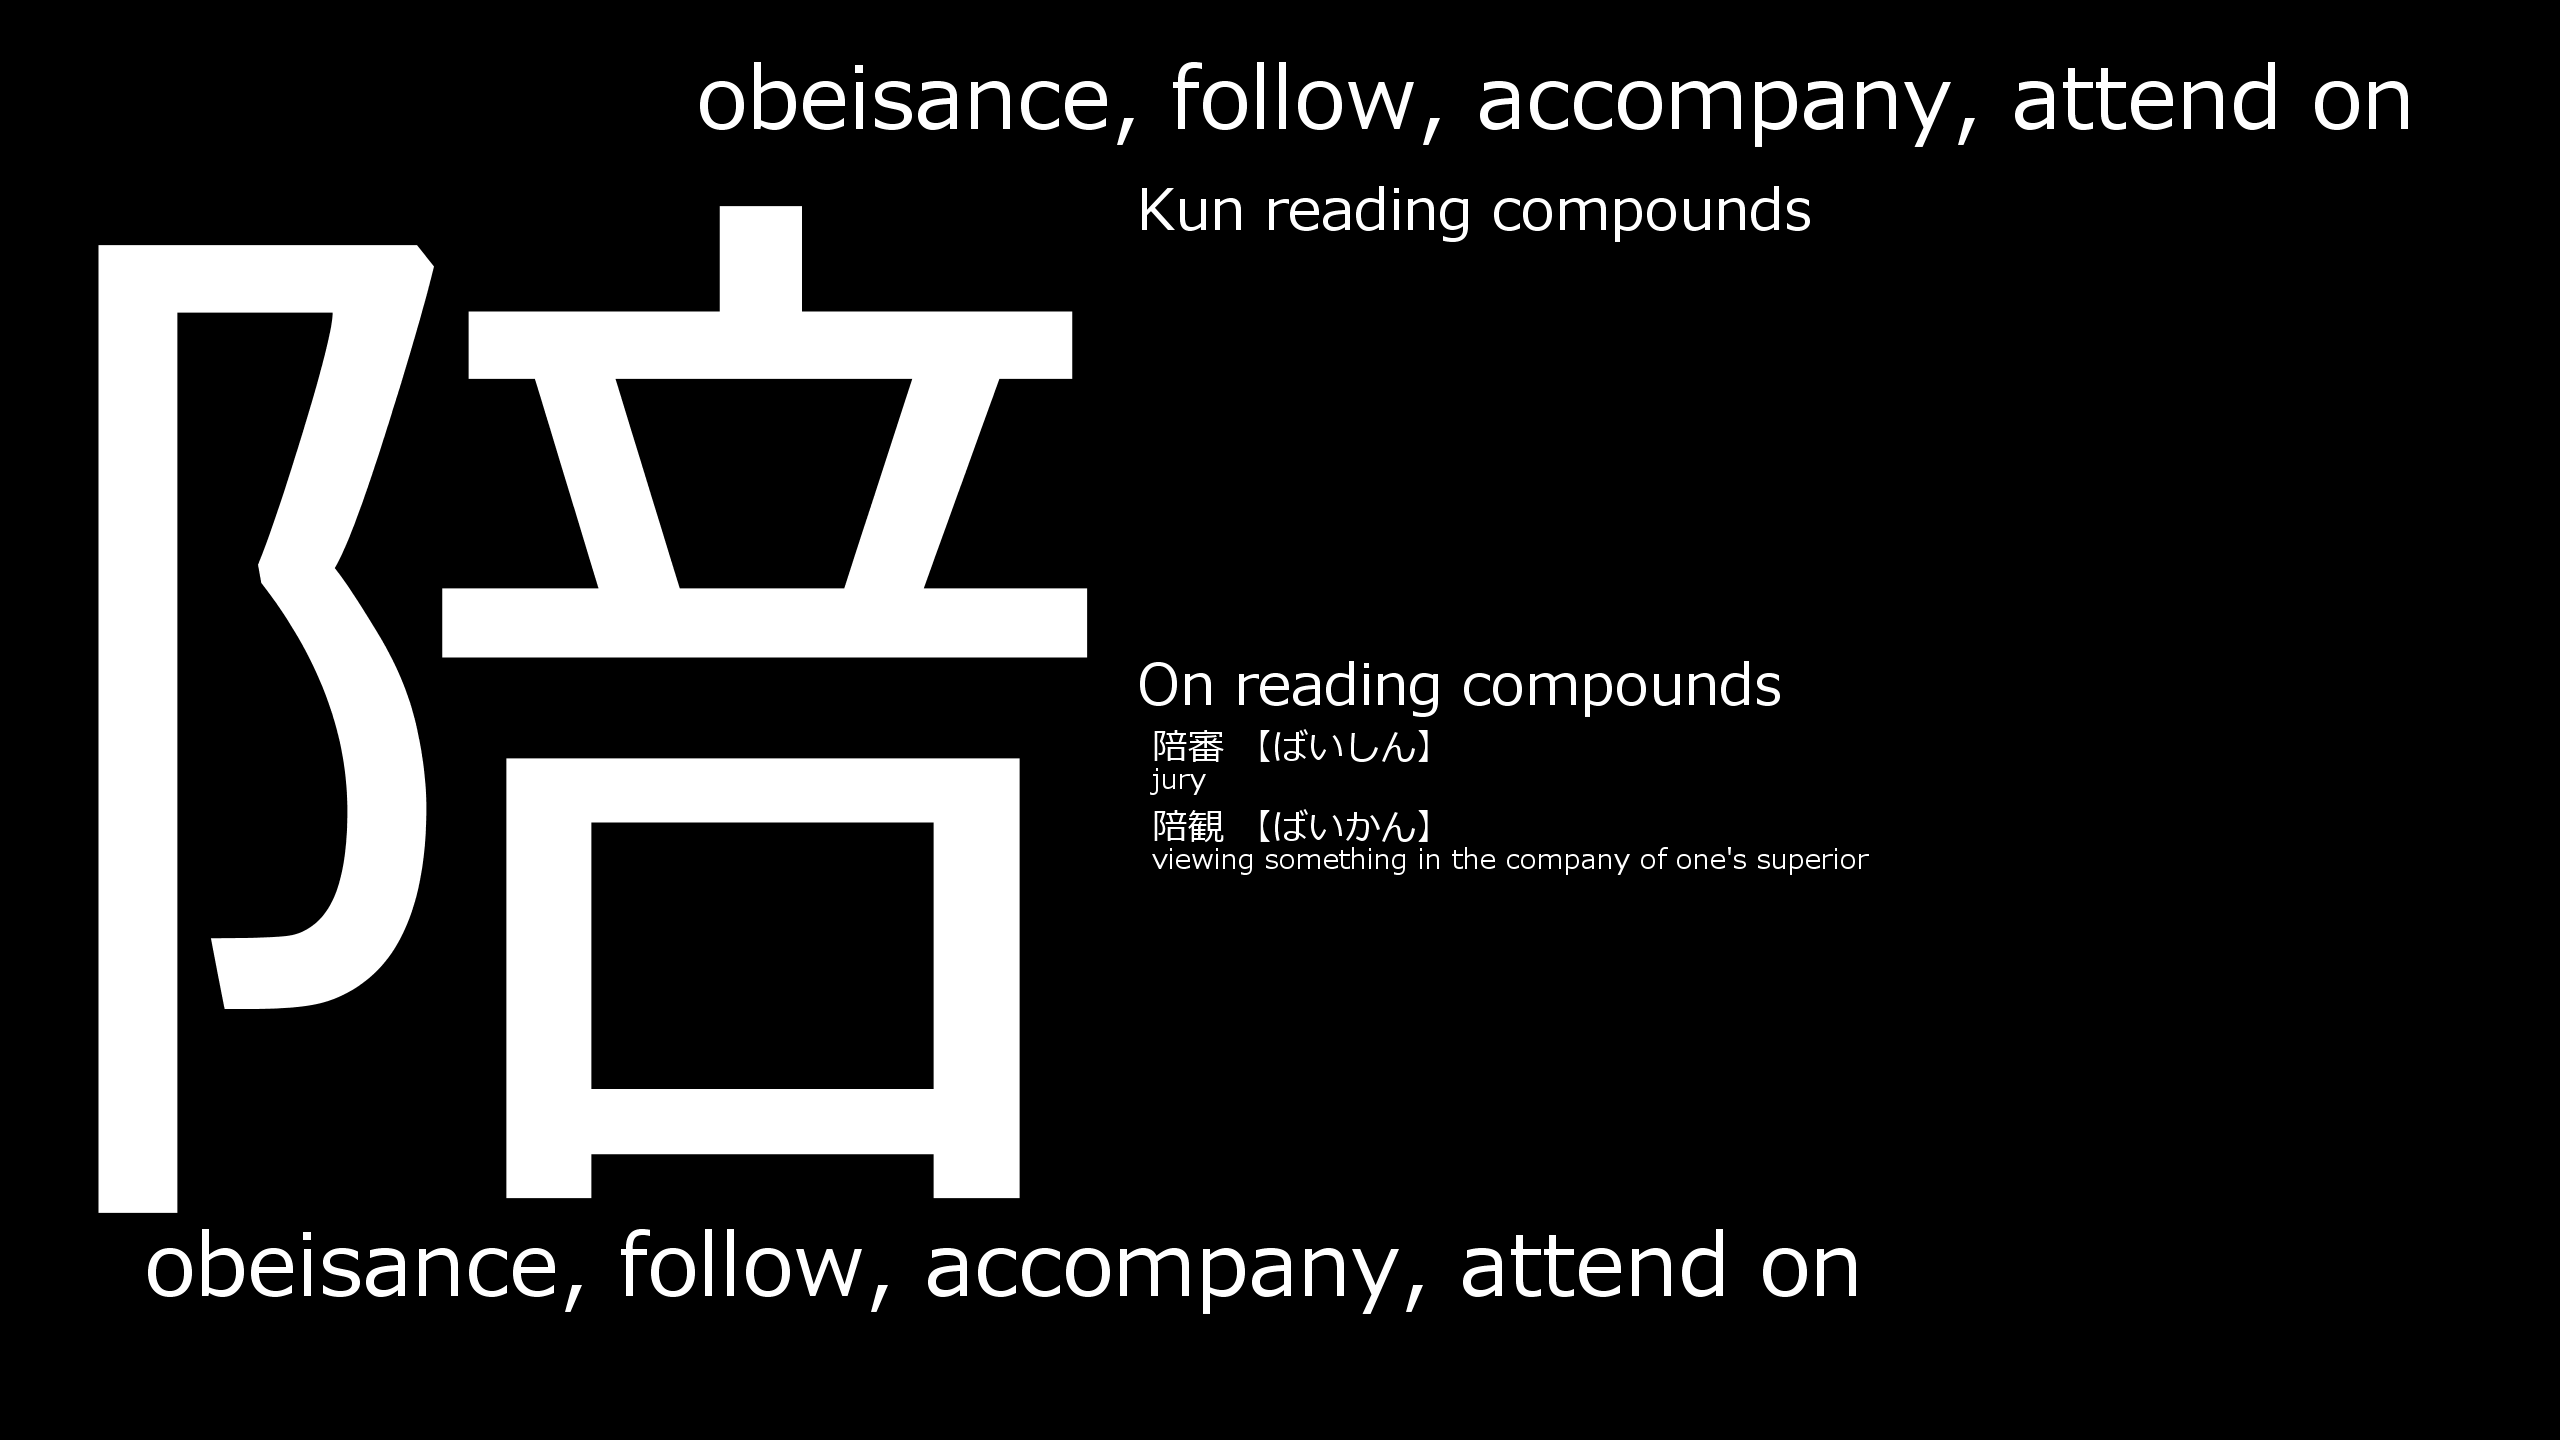 obeisance, follow, accompany, attend on
陪
Kun reading compounds
On reading compounds
陪審 【ばいしん】
jury
陪観 【ばいかん】
viewing something in the company of one's superior
obeisance, follow, accompany, attend on